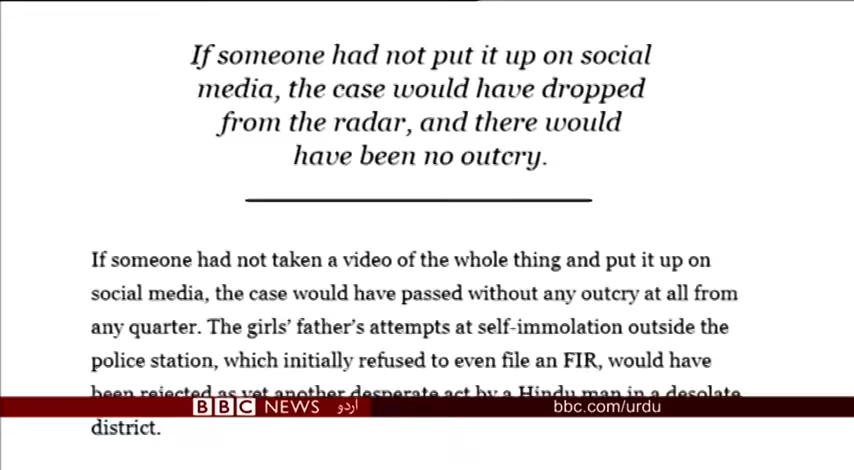 If someone had not put it up on social
media, the case would have dropped
from the radar, and there would
have been no outcry.
If someone had not taken a video of the whole thing and put it up on
social media, the case would have passed without any outcry at all from
any quarter. The girls' father's attempts at self-immolation outside the
police station, which initially refused to even file an FIR, would have
been rejected as yet another desperate act by a Hindu man in a desolate
BBC NEWS اردو bbc.com/urdu
district.